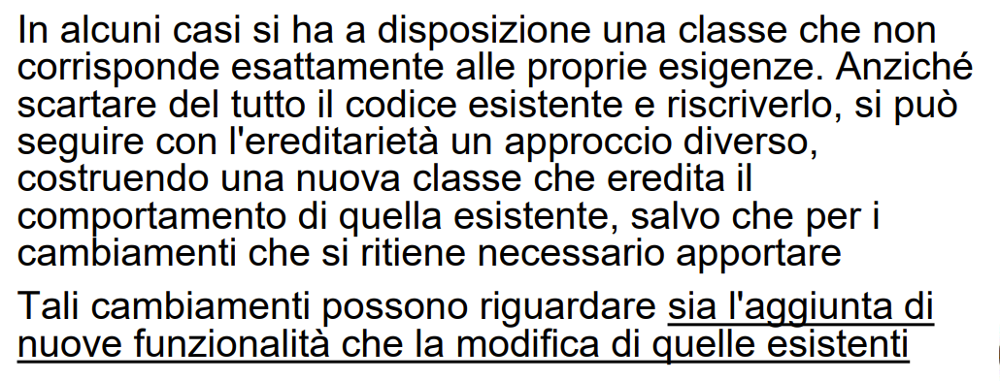 In alcuni casi si ha a disposizione una classe che non
corrisponde esattamente alle proprie esigenze. Anziché
scartare del tutto il codice esistente e riscriverlo, si può
seguire con l'ereditarietà un approccio diverso,
costruendo una nuova classe che eredita il
comportamento di quella esistente, salvo che per i
cambiamenti che si ritiene necessario apportare
Tali cambiamenti possono riguardare sia l'aggiunta di
nuove funzionalità che la modifica di quelle esistenti